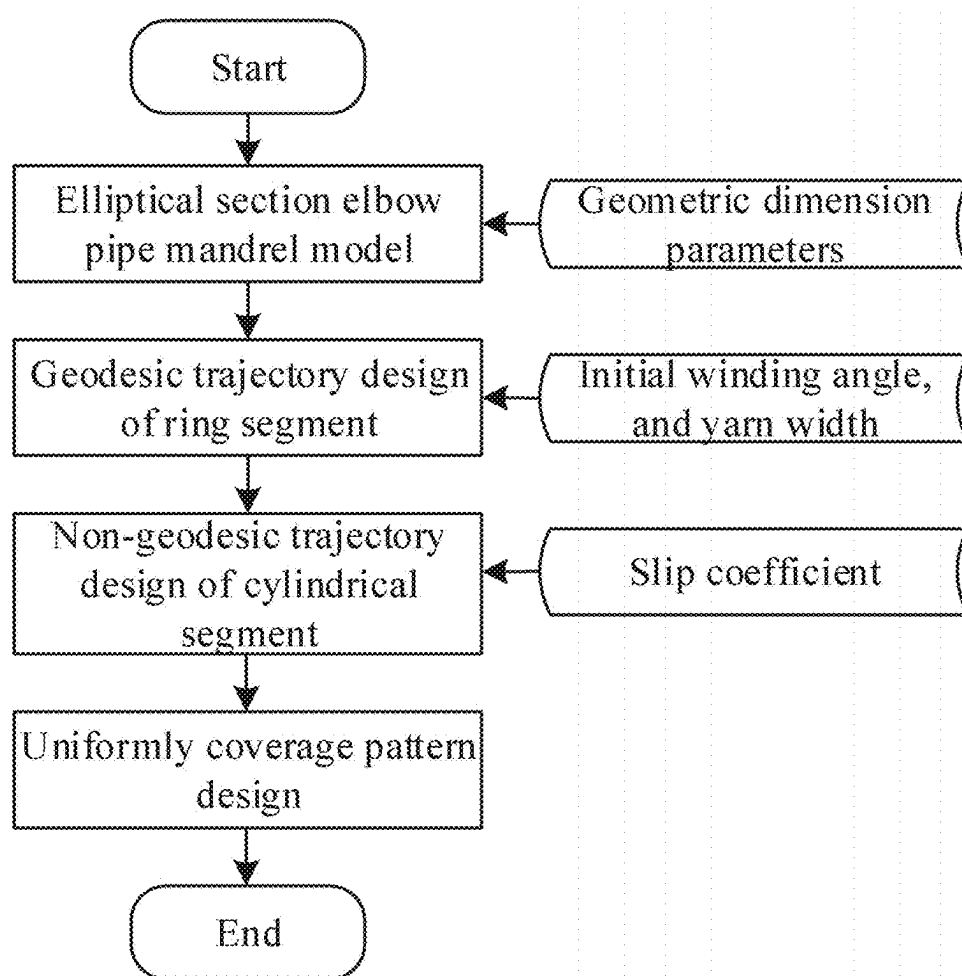 Start
Elliptical section elbow
pipe mandrel model
Geometric dimension
parameters
Geodesic trajectory design
of ring segment
Initial winding angle,
and yarn width
Non-geodesic trajectory
design of cylindrical
segment
Slip coefficient
Uniformly coverage pattern
design
End